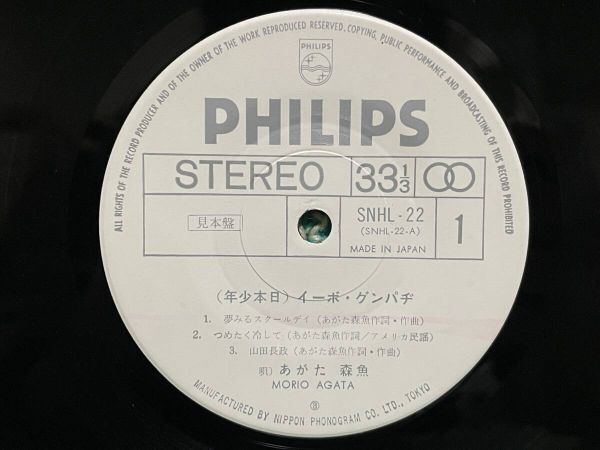 ALL RIGHTS OF THE RECORD PRODUCER AND OF THE OWNER OF THE WORK REPRODUCED RESERVED. COPYING, PUBLIC PERFORMANCE AND BROADCASTING OF THIS RECORD PROHIBITED
PHILIPS
PHILIPS
STEREO 33 1/3
見本盤
SNHL-22
(SNHL-22-A)
MADE IN JAPAN
1
(年少本日)イーボ・グンパヂ
1. 夢みるスクールデイ(あがた森魚作詞・作曲)
2. つめたく冷して(あがた森魚作詞/アメリカ民謡)
3. 山田長政(あがた森魚作詞・作曲)
唄)あがた 森魚
MORIO AGATA
③
MANUFACTURED BY NIPPON PHONOGRAM CO. LTD., TOKYO